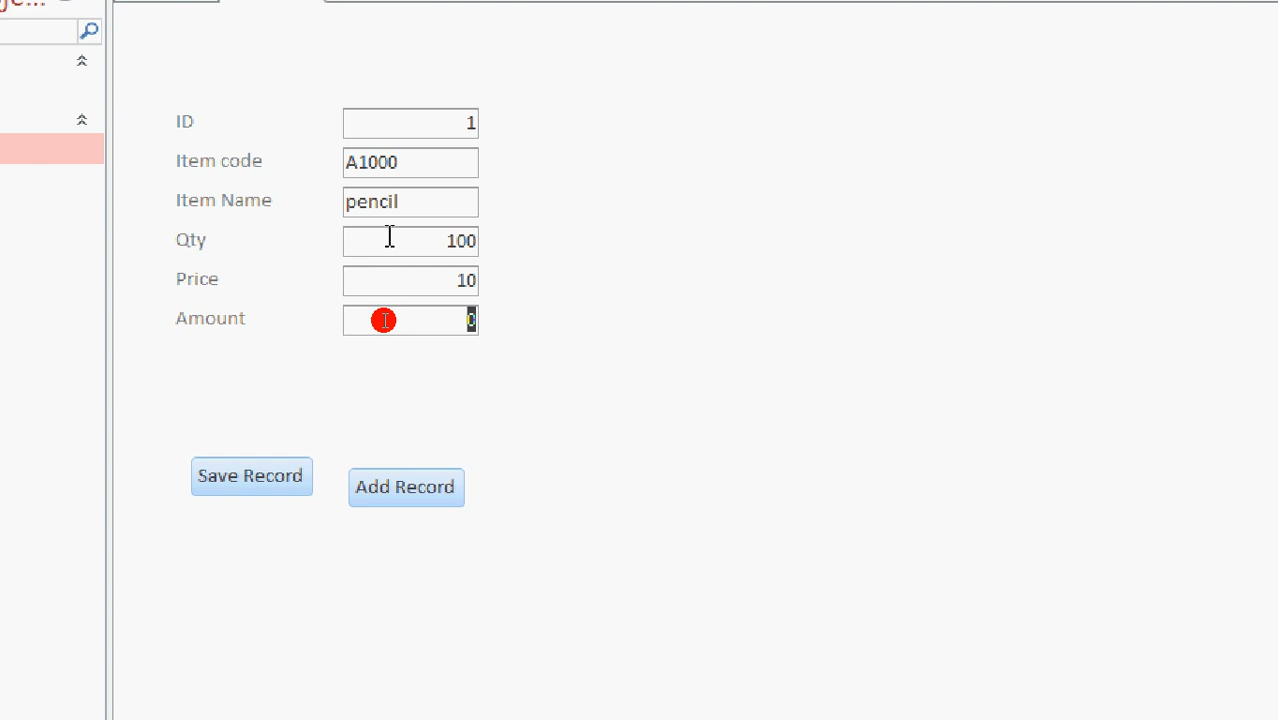 ID
1
Item code
A1000
Item Name
pencil
Qty
100
Price
10
Amount
0
Save Record
Add Record